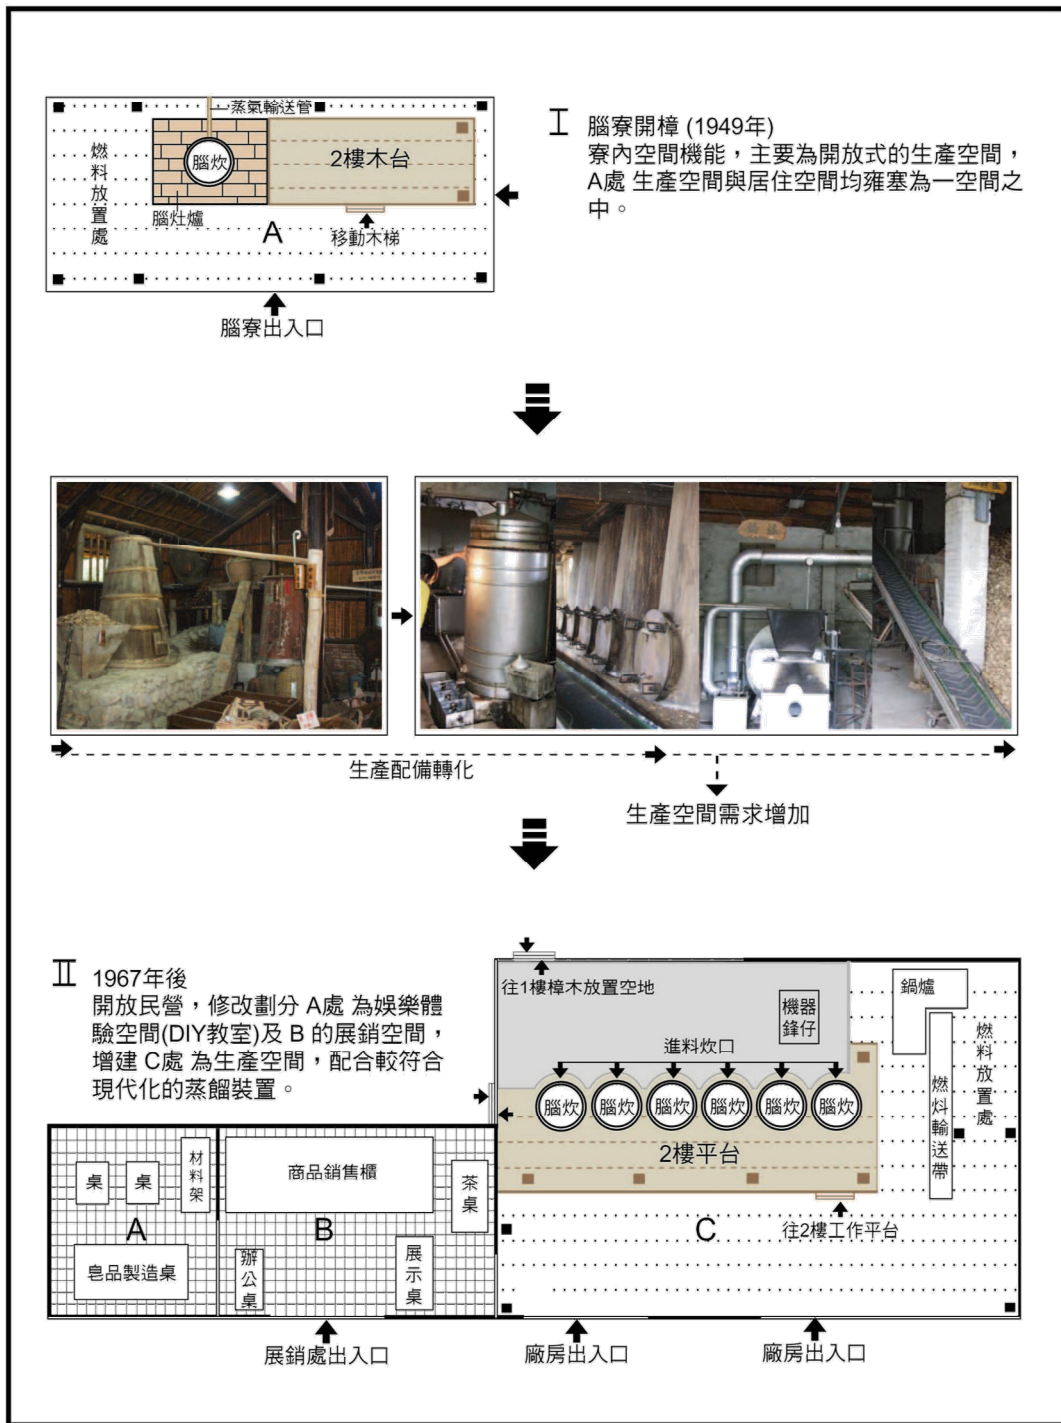 蒸氣輸送管
燃料放置處
腦炊
2樓木台
腦灶爐
A
移動木梯
腦寮出入口
I 腦寮開樟 (1949年)
寮內空間機能，主要為開放式的生產空間，
A處 生產空間與居住空間均雍塞為一空間之
中。
生產配備轉化
生產空間需求增加
II 1967年後
開放民營，修改劃分 A處 為娛樂體
驗空間(DIY教室)及 B 的展銷空間，
增建 C處 為生產空間，配合較符合
現代化的蒸餾裝置。
往1樓樟木放置空地
機器
鋒仔
鍋爐
進料炊口
燃料放置處
腦炊 腦炊 腦炊 腦炊 腦炊 腦炊
燃料輸送帶
2樓平台
往2樓工作平台
C
桌 桌
材料架
商品銷售櫃
茶桌
A
B
皂品製造桌
辦公桌
展示桌
展銷處出入口
廠房出入口
廠房出入口